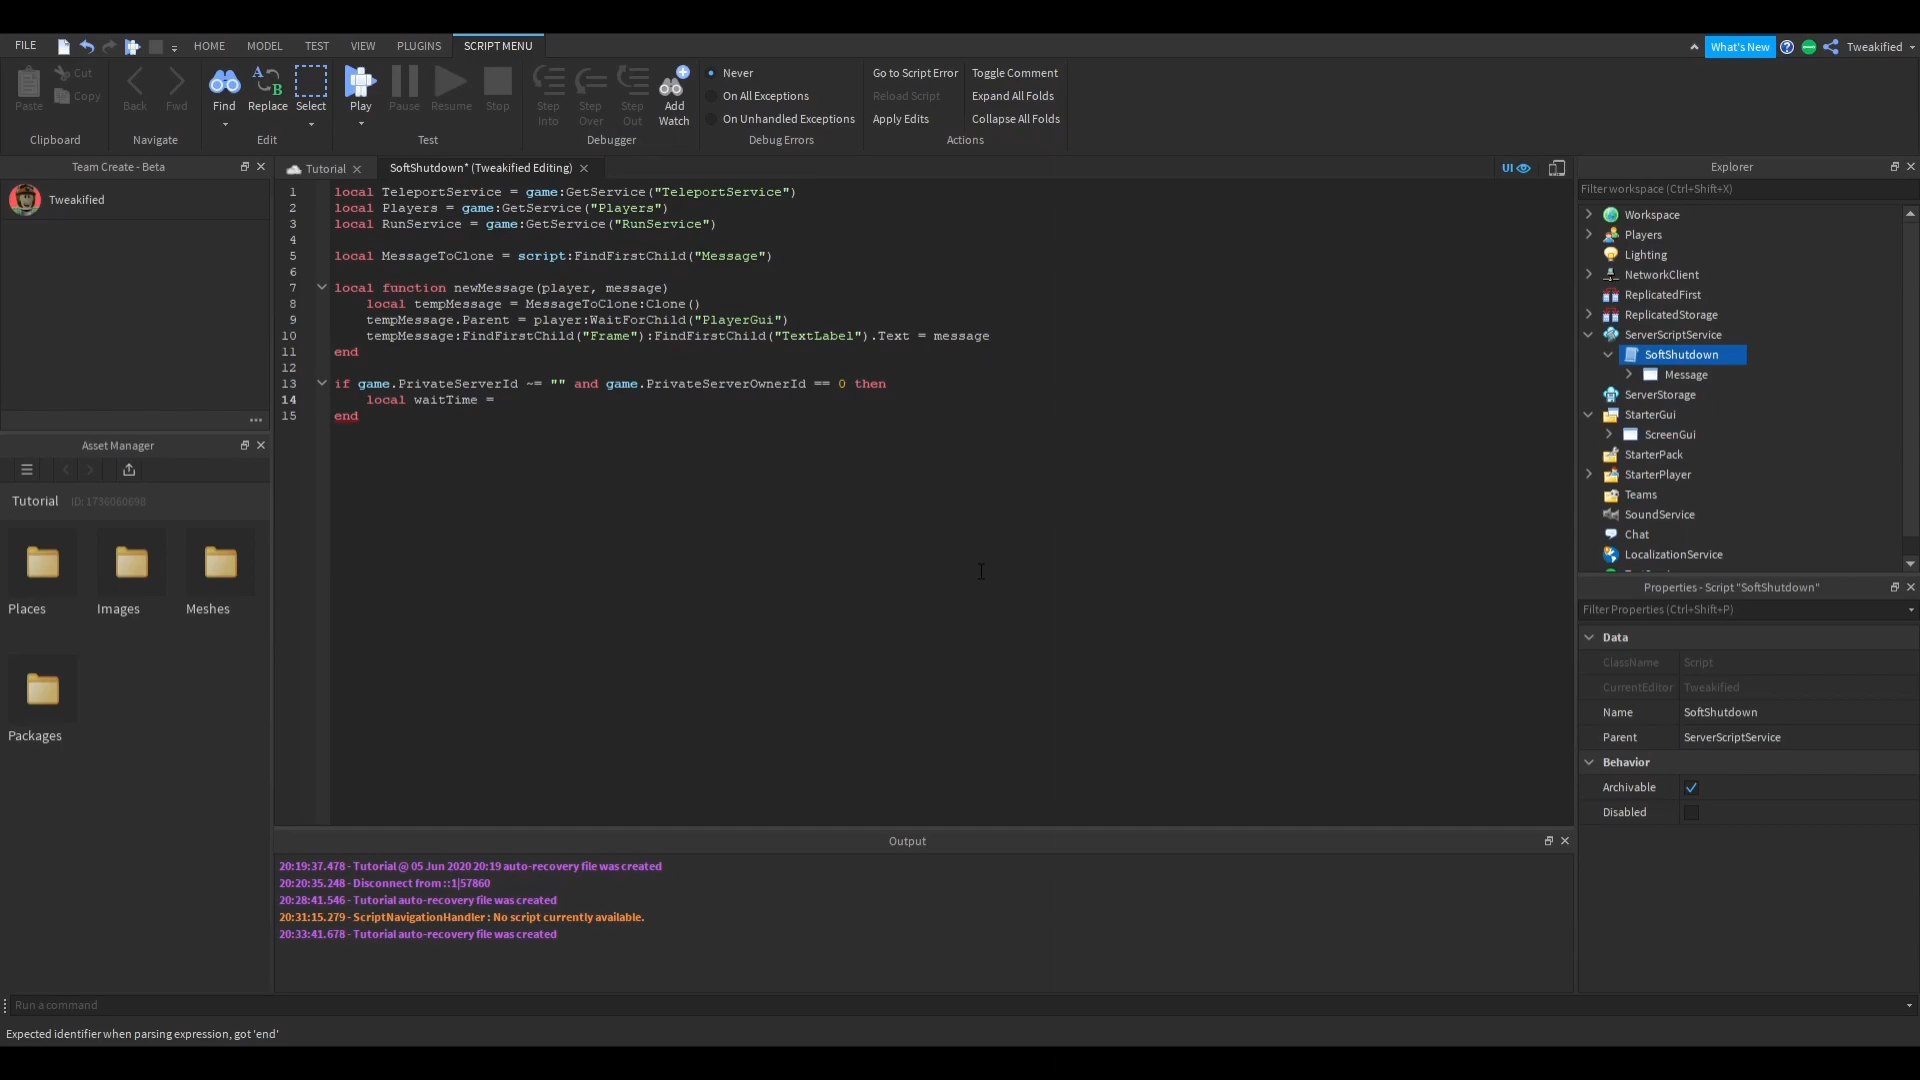 FILE
HOME
MODEL
TEST
VIEW
PLUGINS
SCRIPT MENU
What's New
Tweakified
Paste
Cut
Copy
Clipboard
Back
Fwd
Navigate
Find
Replace
Select
Edit
Play
Pause
Resume
Stop
Test
Step Into
Step Over
Step Out
Add Watch
Debugger
Never
On All Exceptions
On Unhandled Exceptions
Debug Errors
Go to Script Error
Reload Script
Apply Edits
Toggle Comment
Expand All Folds
Collapse All Folds
Actions
Team Create - Beta
Tweakified
Asset Manager
Tutorial ID: 1736060698
Places
Images
Meshes
Packages
Tutorial
SoftShutdown* (Tweakified Editing)
UI
1 local TeleportService = game:GetService("TeleportService")
2 local Players = game:GetService("Players")
3 local RunService = game:GetService("RunService")
4
5 local MessageToClone = script:FindFirstChild("Message")
6
7 local function newMessage(player, message)
8 local tempMessage = MessageToClone:Clone()
9 tempMessage.Parent = player:WaitForChild("PlayerGui")
10 tempMessage:FindFirstChild("Frame"):FindFirstChild("TextLabel").Text = message
11 end
12
13 if game.PrivateServerId ~= "" and game.PrivateServerOwnerId == 0 then
14 local waitTime =
15 end
Output
20:19:37.478 - Tutorial @ 05 Jun 2020 20:19 auto-recovery file was created
20:20:35.248 - Disconnect from ::1|57860
20:28:41.546 - Tutorial auto-recovery file was created
20:31:15.279 - ScriptNavigationHandler : No script currently available.
20:33:41.678 - Tutorial auto-recovery file was created
Explorer
Filter workspace (Ctrl+Shift+X)
Workspace
Players
Lighting
NetworkClient
ReplicatedFirst
ReplicatedStorage
ServerScriptService
SoftShutdown
Message
ServerStorage
StarterGui
ScreenGui
StarterPack
StarterPlayer
Teams
SoundService
Chat
LocalizationService
Properties - Script "SoftShutdown"
Filter Properties (Ctrl+Shift+P)
Data
ClassName Script
CurrentEditor Tweakified
Name SoftShutdown
Parent ServerScriptService
Behavior
Archivable
Disabled
Run a command
Expected identifier when parsing expression, got 'end'